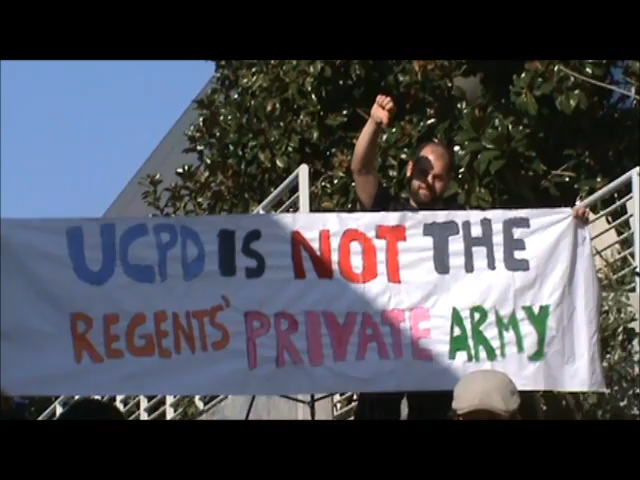 UCPD IS NOT THE
REGENTS' PRIVATE ARMY